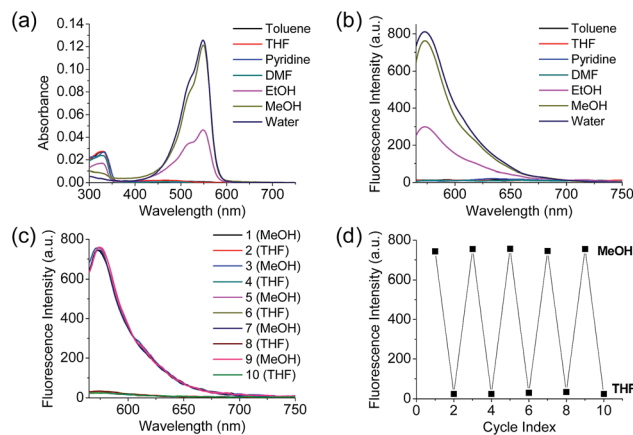 (a)
0.14
0.12
0.10
0.08
0.06
0.04
0.02
0.00
Absorbance
300 400 500 600 700
Wavelength (nm)
Toluene
THF
Pyridine
DMF
EtOH
MeOH
Water
(b)
800
600
400
200
0
Fluorescence Intensity (a.u.)
600 650 700 750
Wavelength (nm)
Toluene
THF
Pyridine
DMF
EtOH
MeOH
Water
(c)
800
600
400
200
0
Fluorescence Intensity (a.u.)
600 650 700 750
Wavelength (nm)
1 (MeOH)
2 (THF)
3 (MeOH)
4 (THF)
5 (MeOH)
6 (THF)
7 (MeOH)
8 (THF)
9 (MeOH)
10 (THF)
(d)
800
600
400
200
0
Fluorescence Intensity (a.u.)
MeOH
THF
0 2 4 6 8 10
Cycle Index